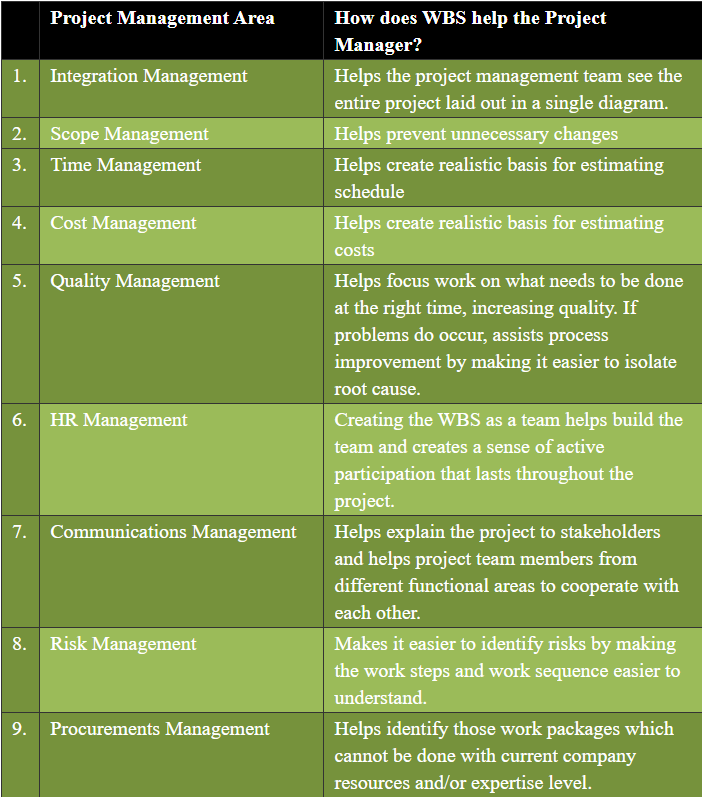 Project Management Area
How does WBS help the Project
Manager?
1.
Integration Management
Helps the project management team see the
entire project laid out in a single diagram.
2.
Scope Management
Helps prevent unnecessary changes
3.
Time Management
Helps create realistic basis for estimating
schedule
4.
Cost Management
Helps create realistic basis for estimating
costs
5.
Quality Management
Helps focus work on what needs to be done
at the right time, increasing quality. If
problems do occur, assists process
improvement by making it easier to isolate
root cause.
6.
HR Management
Creating the WBS as a team helps build the
team and creates a sense of active
participation that lasts throughout the
project.
7.
Communications Management
Helps explain the project to stakeholders
and helps project team members from
different functional areas to cooperate with
each other.
8.
Risk Management
Makes it easier to identify risks by making
the work steps and work sequence easier to
understand.
9.
Procurements Management
Helps identify those work packages which
cannot be done with current company
resources and/or expertise level.